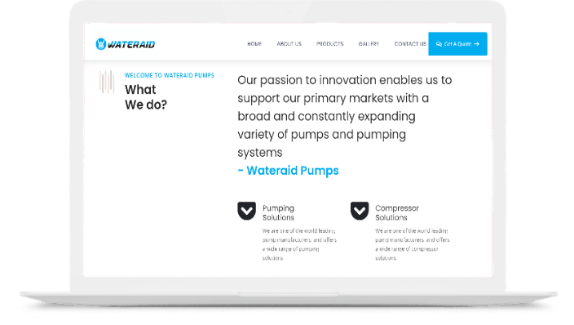 WATERAID
HOME ABOUT US PRODUCTS GALLERY CONTACT US Get A Quote
WELCOME TO WATERAID PUMPS
What
We do?
Our passion to innovation enables us to
support our primary markets with a
broad and constantly expanding
variety of pumps and pumping
systems
- Wateraid Pumps
Pumping
Solutions
We are one of the world leading
pump manufacturers, and offers
a wide range of pumping
solutions
Compressor
Solutions
We are one of the world leading
pump manufacturers, and offers
a wide range of compressor
solutions